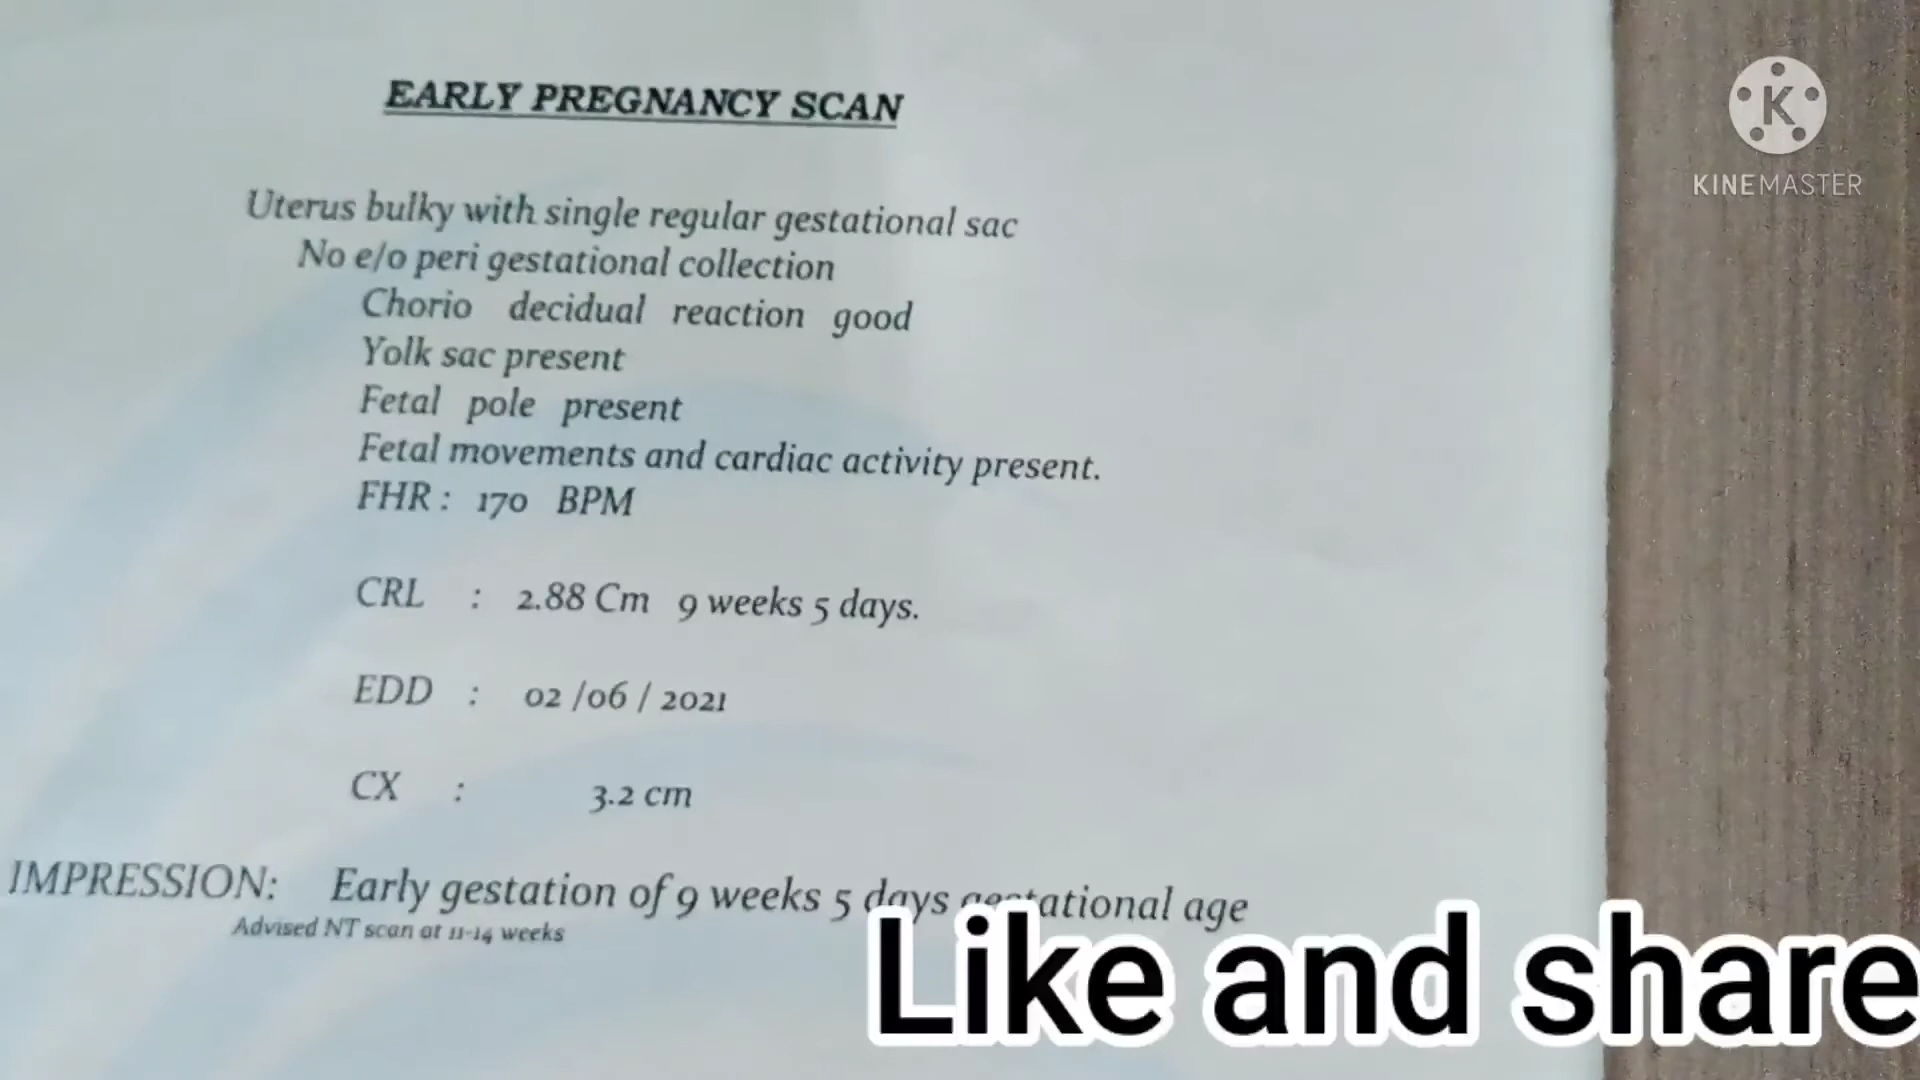 EARLY PREGNANCY SCAN
KINEMASTER
Uterus bulky with single regular gestational sac
No e/o peri gestational collection
Chorio decidual reaction good
Yolk sac present
Fetal pole present
Fetal movements and cardiac activity present.
FHR : 170 BPM
CRL : 2.88 Cm 9 weeks 5 days.
EDD : 02 /06 / 2021
CX : 3.2 cm
IMPRESSION: Early gestation of 9 weeks 5 days gestational age
Advised NT scan at 11-14 weeks
Like and share